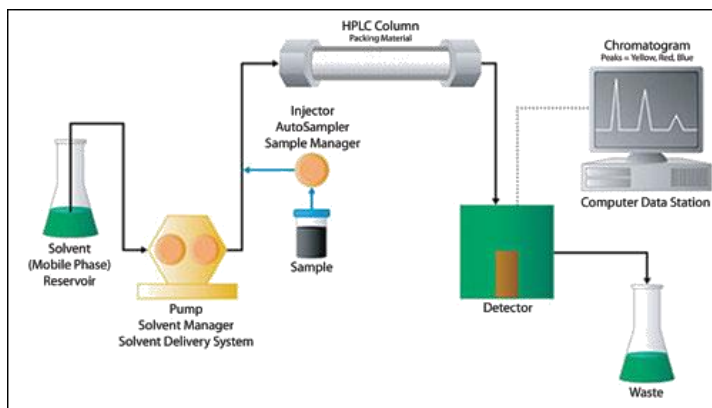 HPLC Column
Packing Material
Chromatogram
Peaks = Yellow, Red, Blue
Injector
AutoSampler
Sample Manager
Computer Data Station
Solvent
(Mobile Phase)
Reservoir
Sample
Pump
Solvent Manager
Solvent Delivery System
Detector
Waste